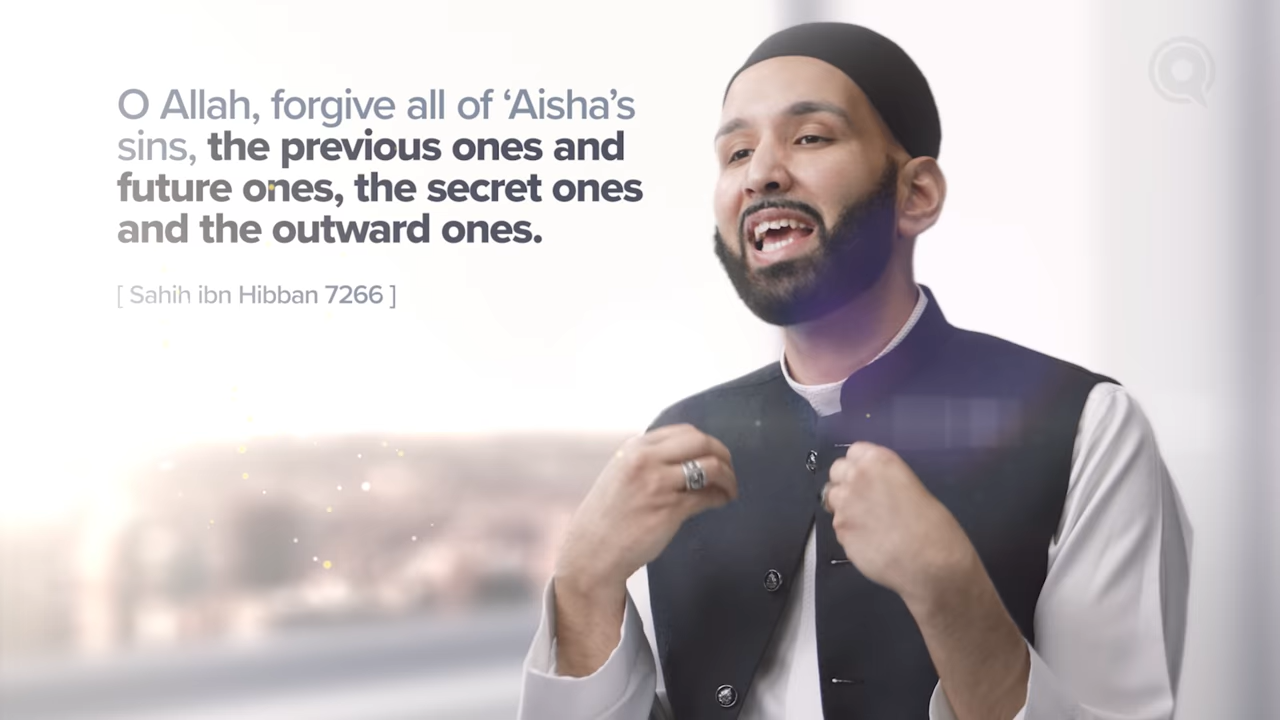 O Allah, forgive all of ‘Aisha’s
sins, the previous ones and
future ones, the secret ones
and the outward ones.
[ Sahih ibn Hibban 7266 ]